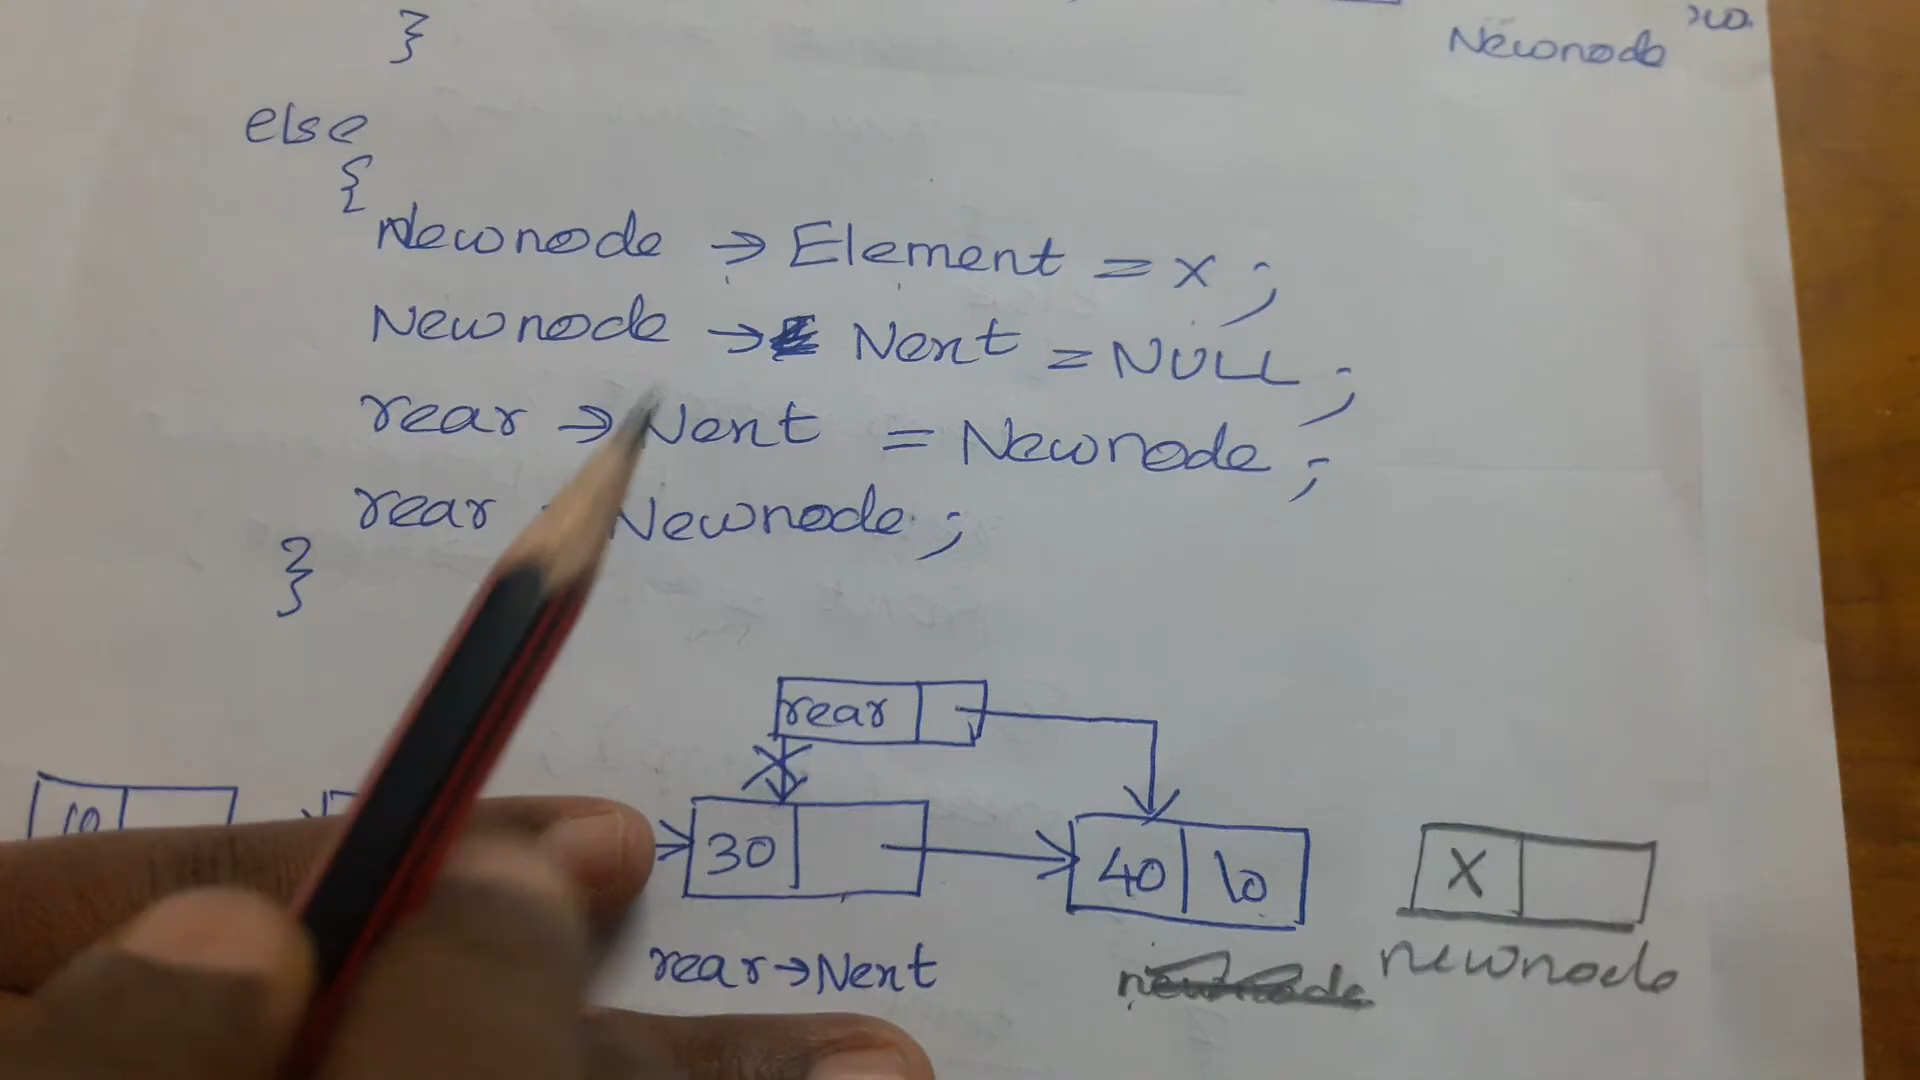 }
Newnode
else
{
Newnode → Element = x ;
Newnode → Next = NULL ;
rear → Next = Newnode ;
rear Newnode ;
}
rear
10
30
40 \0
X
rear→Next
newnode
newnode